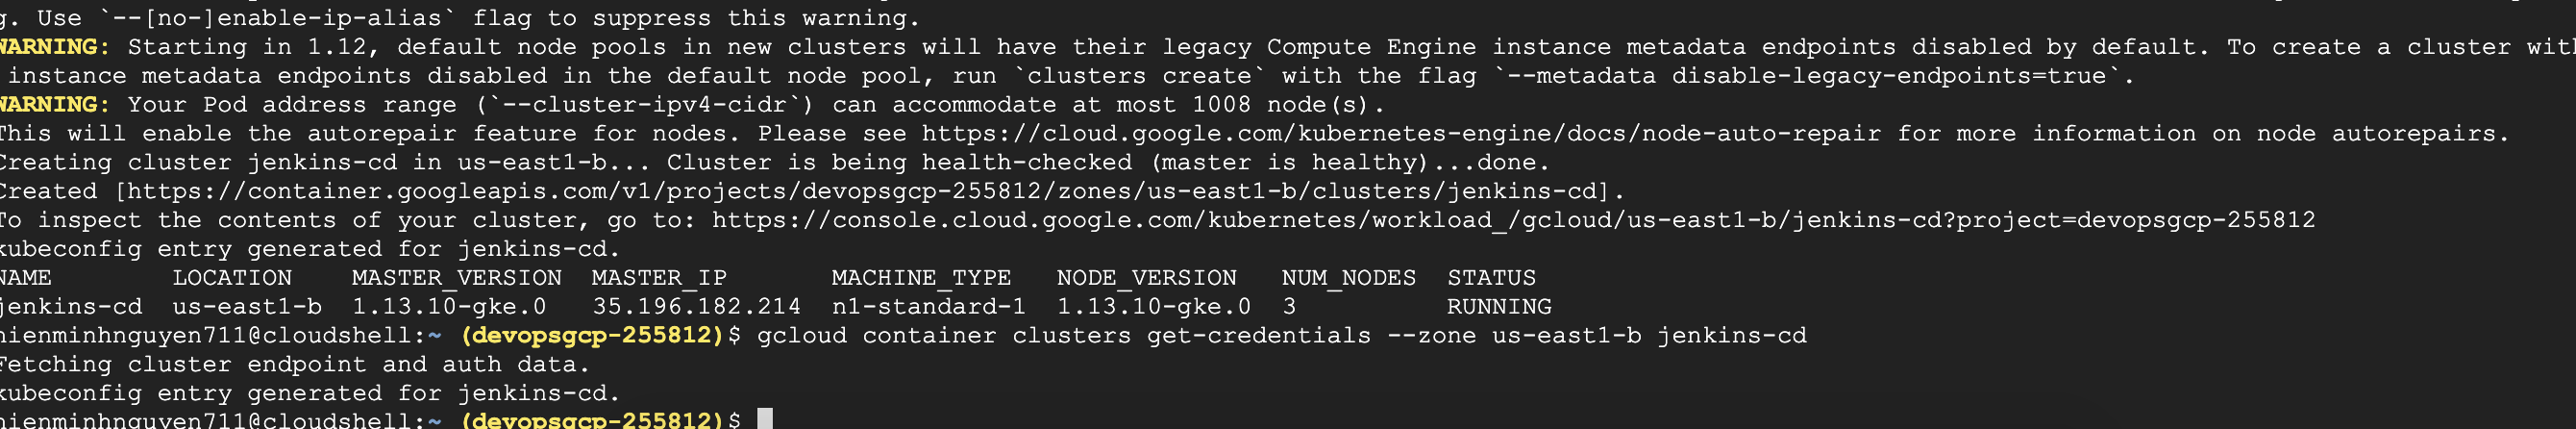 g. Use `--[no-]enable-ip-alias` flag to suppress this warning.
WARNING: Starting in 1.12, default node pools in new clusters will have their legacy Compute Engine instance metadata endpoints disabled by default. To create a cluster with
instance metadata endpoints disabled in the default node pool, run `clusters create` with the flag `--metadata disable-legacy-endpoints=true`.
WARNING: Your Pod address range (`--cluster-ipv4-cidr`) can accommodate at most 1008 node(s).
This will enable the autorepair feature for nodes. Please see https://cloud.google.com/kubernetes-engine/docs/node-auto-repair for more information on node autorepairs.
Creating cluster jenkins-cd in us-east1-b... Cluster is being health-checked (master is healthy)...done.
Created [https://container.googleapis.com/v1/projects/devopsgcp-255812/zones/us-east1-b/clusters/jenkins-cd].
To inspect the contents of your cluster, go to: https://console.cloud.google.com/kubernetes/workload_/gcloud/us-east1-b/jenkins-cd?project=devopsgcp-255812
kubeconfig entry generated for jenkins-cd.
NAME LOCATION MASTER_VERSION MASTER_IP MACHINE_TYPE NODE_VERSION NUM_NODES STATUS
jenkins-cd us-east1-b 1.13.10-gke.0 35.196.182.214 n1-standard-1 1.13.10-gke.0 3 RUNNING
hienminhnguyen711@cloudshell:~ (devopsgcp-255812)$ gcloud container clusters get-credentials --zone us-east1-b jenkins-cd
Fetching cluster endpoint and auth data.
kubeconfig entry generated for jenkins-cd.
hienminhnguyen711@cloudshell:~ (devopsgcp-255812)$